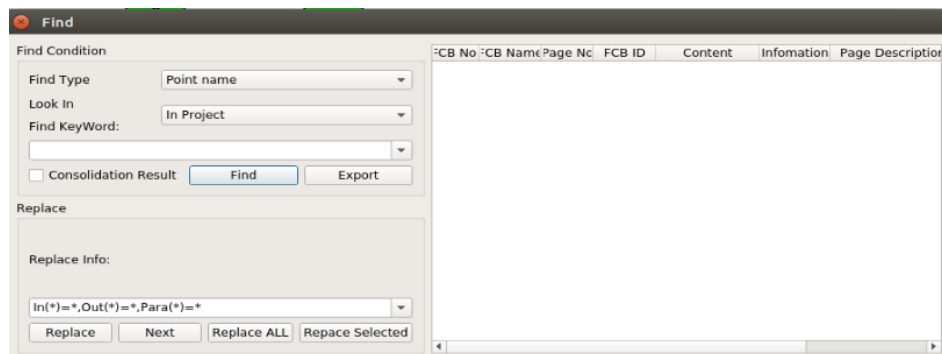 Find
Find Condition
FCB No FCB Name Page No FCB ID Content Infomation Page Description
Find Type Point name
Look In
In Project
Find KeyWord:
Consolidation Result Find Export
Replace
Replace Info:
In(*)=*,Out(*)=*,Para(*)=*
Replace Next Replace ALL Repace Selected